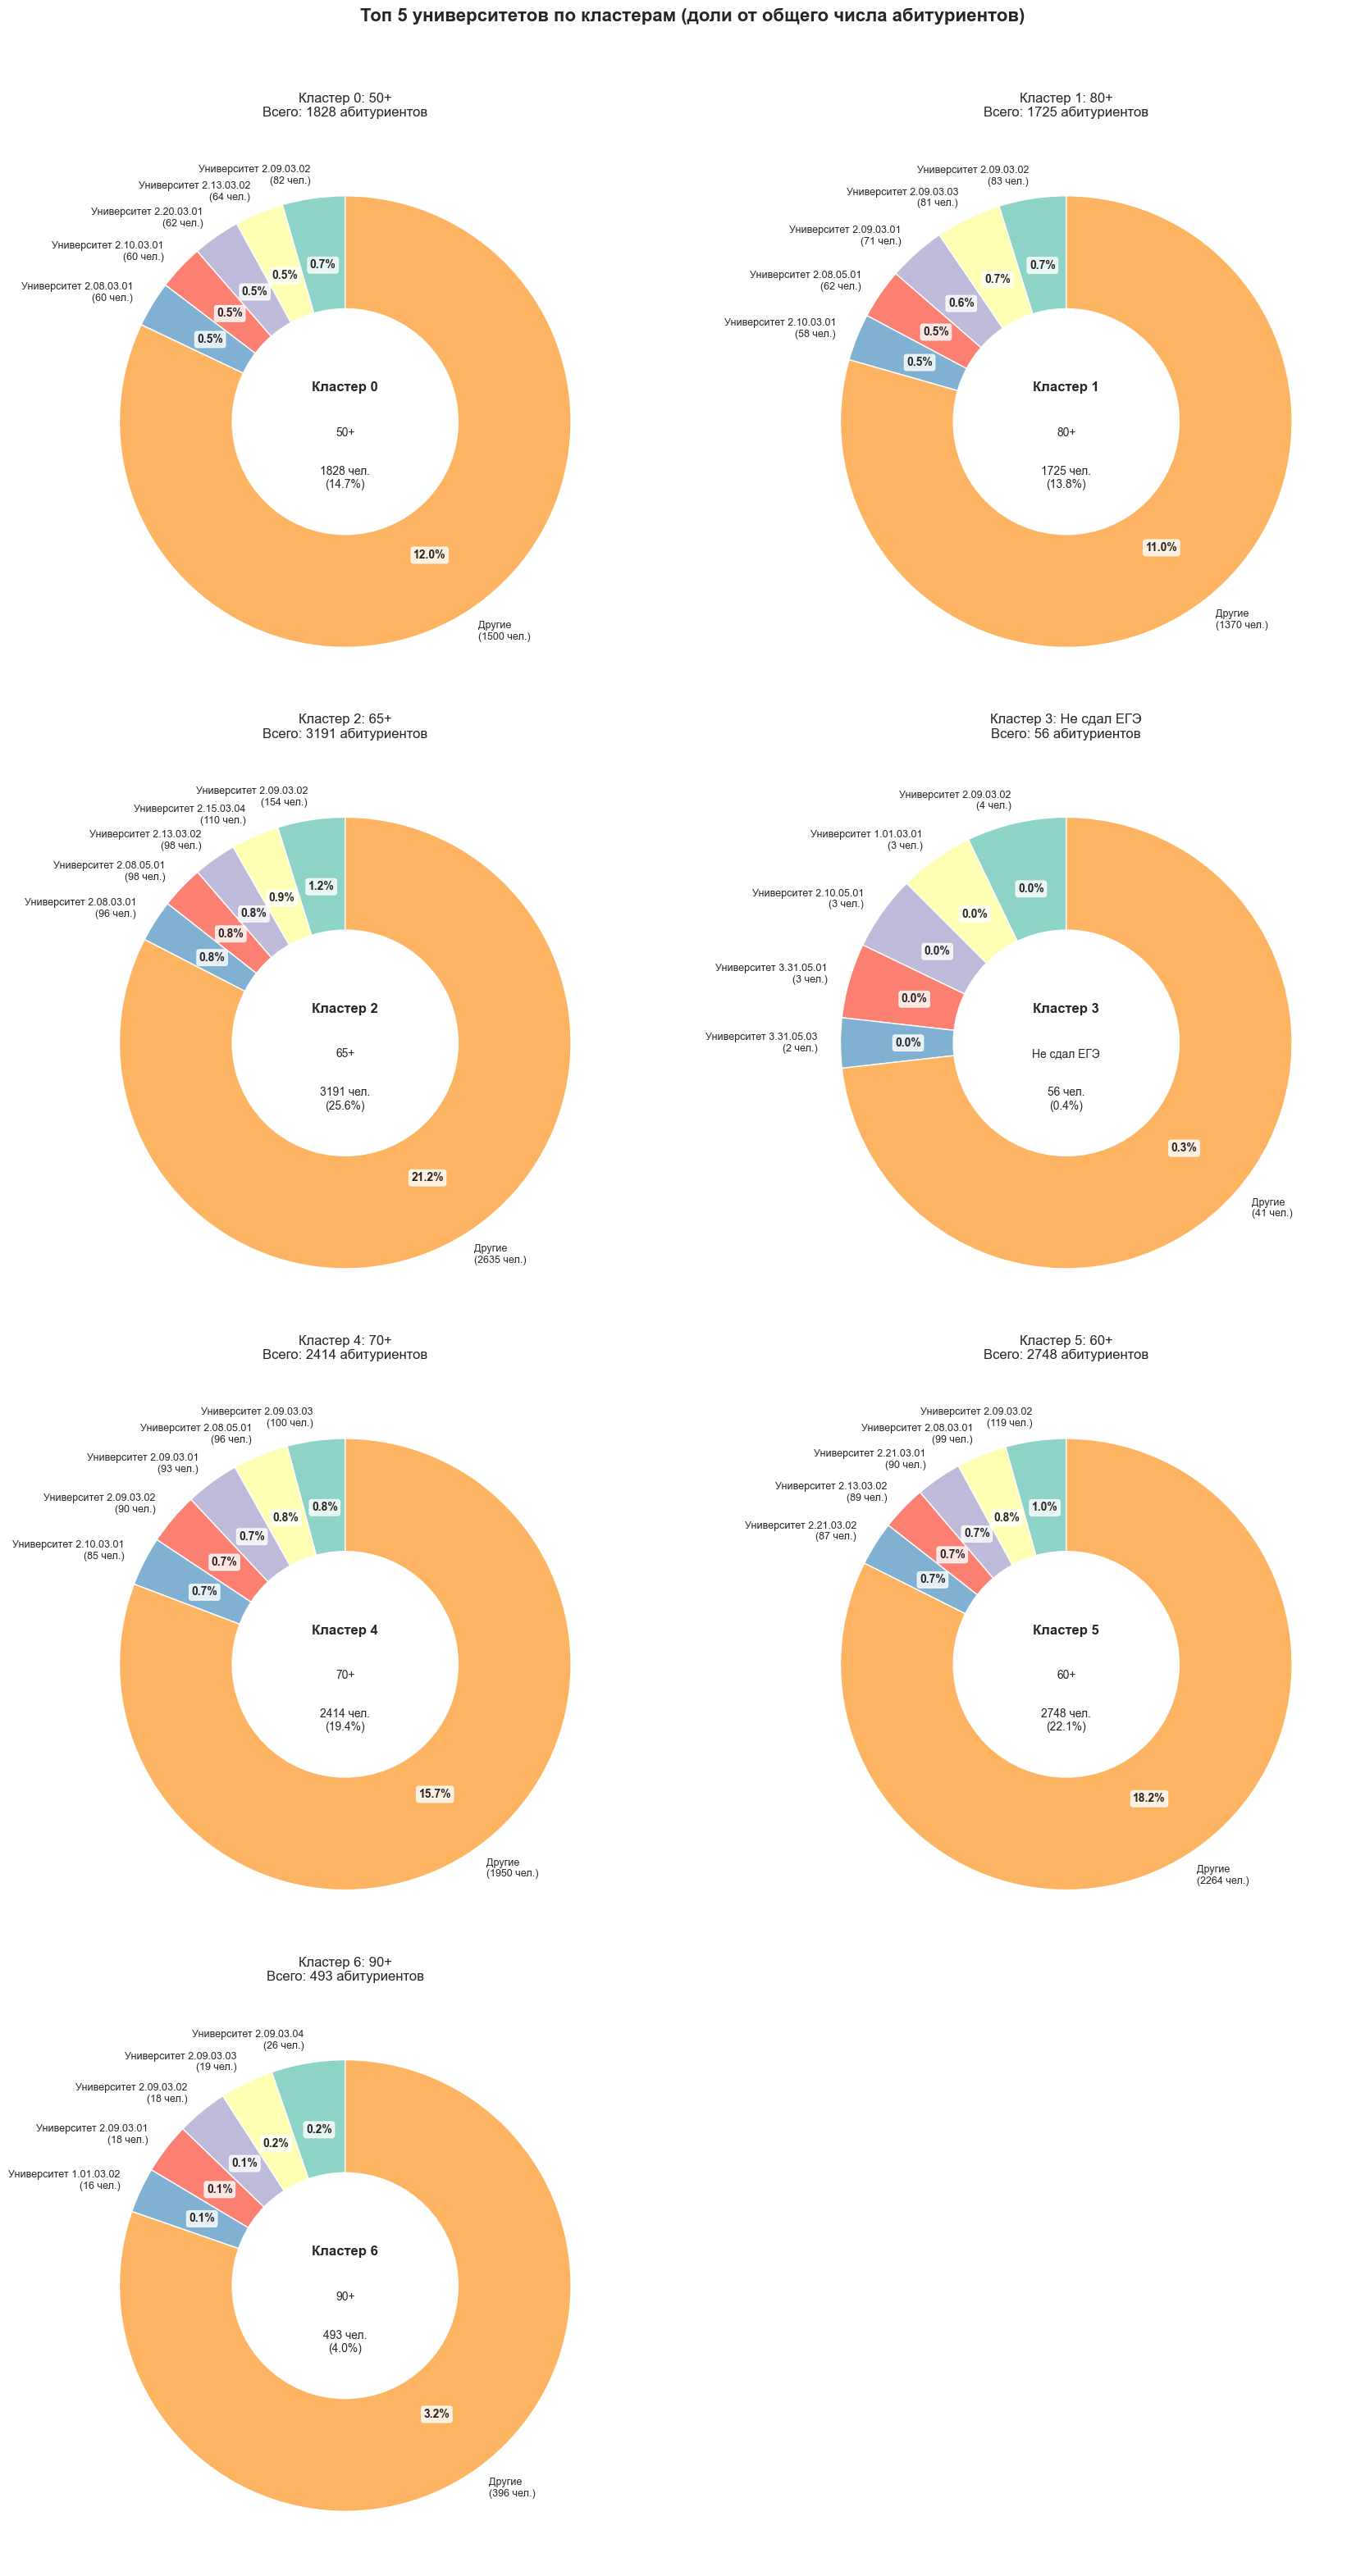 Топ 5 университетов по кластерам (доли от общего числа абитуриентов)
Кластер 0: 50+
Всего: 1828 абитуриентов
Университет 2.09.03.02
(82 чел.)
Университет 2.13.03.02
(64 чел.)
Университет 2.20.03.01
(62 чел.)
Университет 2.10.03.01
(60 чел.)
Университет 2.08.03.01
(60 чел.)
0.7%
0.5%
0.5%
0.5%
0.5%
Кластер 0
50+
1828 чел.
(14.7%)
12.0%
Другие
(1500 чел.)
Кластер 1: 80+
Всего: 1725 абитуриентов
Университет 2.09.03.02
(83 чел.)
Университет 2.09.03.03
(81 чел.)
Университет 2.09.03.01
(71 чел.)
Университет 2.08.05.01
(62 чел.)
Университет 2.10.03.01
(58 чел.)
0.7%
0.7%
0.6%
0.5%
0.5%
Кластер 1
80+
1725 чел.
(13.8%)
11.0%
Другие
(1370 чел.)
Кластер 2: 65+
Всего: 3191 абитуриентов
Университет 2.09.03.02
(154 чел.)
Университет 2.15.03.04
(110 чел.)
Университет 2.13.03.02
(98 чел.)
Университет 2.08.05.01
(98 чел.)
Университет 2.08.03.01
(96 чел.)
1.2%
0.9%
0.8%
0.8%
0.8%
Кластер 2
65+
3191 чел.
(25.6%)
21.2%
Другие
(2635 чел.)
Кластер 3: Не сдал ЕГЭ
Всего: 56 абитуриентов
Университет 2.09.03.02
(4 чел.)
Университет 1.01.03.01
(3 чел.)
Университет 2.10.05.01
(3 чел.)
Университет 3.31.05.01
(3 чел.)
Университет 3.31.05.03
(2 чел.)
0.0%
0.0%
0.0%
0.0%
0.0%
Кластер 3
Не сдал ЕГЭ
56 чел.
(0.4%)
0.3%
Другие
(41 чел.)
Кластер 4: 70+
Всего: 2414 абитуриентов
Университет 2.09.03.03
(100 чел.)
Университет 2.08.05.01
(96 чел.)
Университет 2.09.03.01
(93 чел.)
Университет 2.09.03.02
(90 чел.)
Университет 2.10.03.01
(85 чел.)
0.8%
0.8%
0.7%
0.7%
0.7%
Кластер 4
70+
2414 чел.
(19.4%)
15.7%
Другие
(1950 чел.)
Кластер 5: 60+
Всего: 2748 абитуриентов
Университет 2.09.03.02
(119 чел.)
Университет 2.08.03.01
(99 чел.)
Университет 2.21.03.01
(90 чел.)
Университет 2.13.03.02
(89 чел.)
Университет 2.21.03.02
(87 чел.)
1.0%
0.8%
0.7%
0.7%
0.7%
Кластер 5
60+
2748 чел.
(22.1%)
18.2%
Другие
(2264 чел.)
Кластер 6: 90+
Всего: 493 абитуриентов
Университет 2.09.03.04
(26 чел.)
Университет 2.09.03.03
(19 чел.)
Университет 2.09.03.02
(18 чел.)
Университет 2.09.03.01
(18 чел.)
Университет 1.01.03.02
(16 чел.)
0.2%
0.2%
0.1%
0.1%
0.1%
Кластер 6
90+
493 чел.
(4.0%)
3.2%
Другие
(396 чел.)